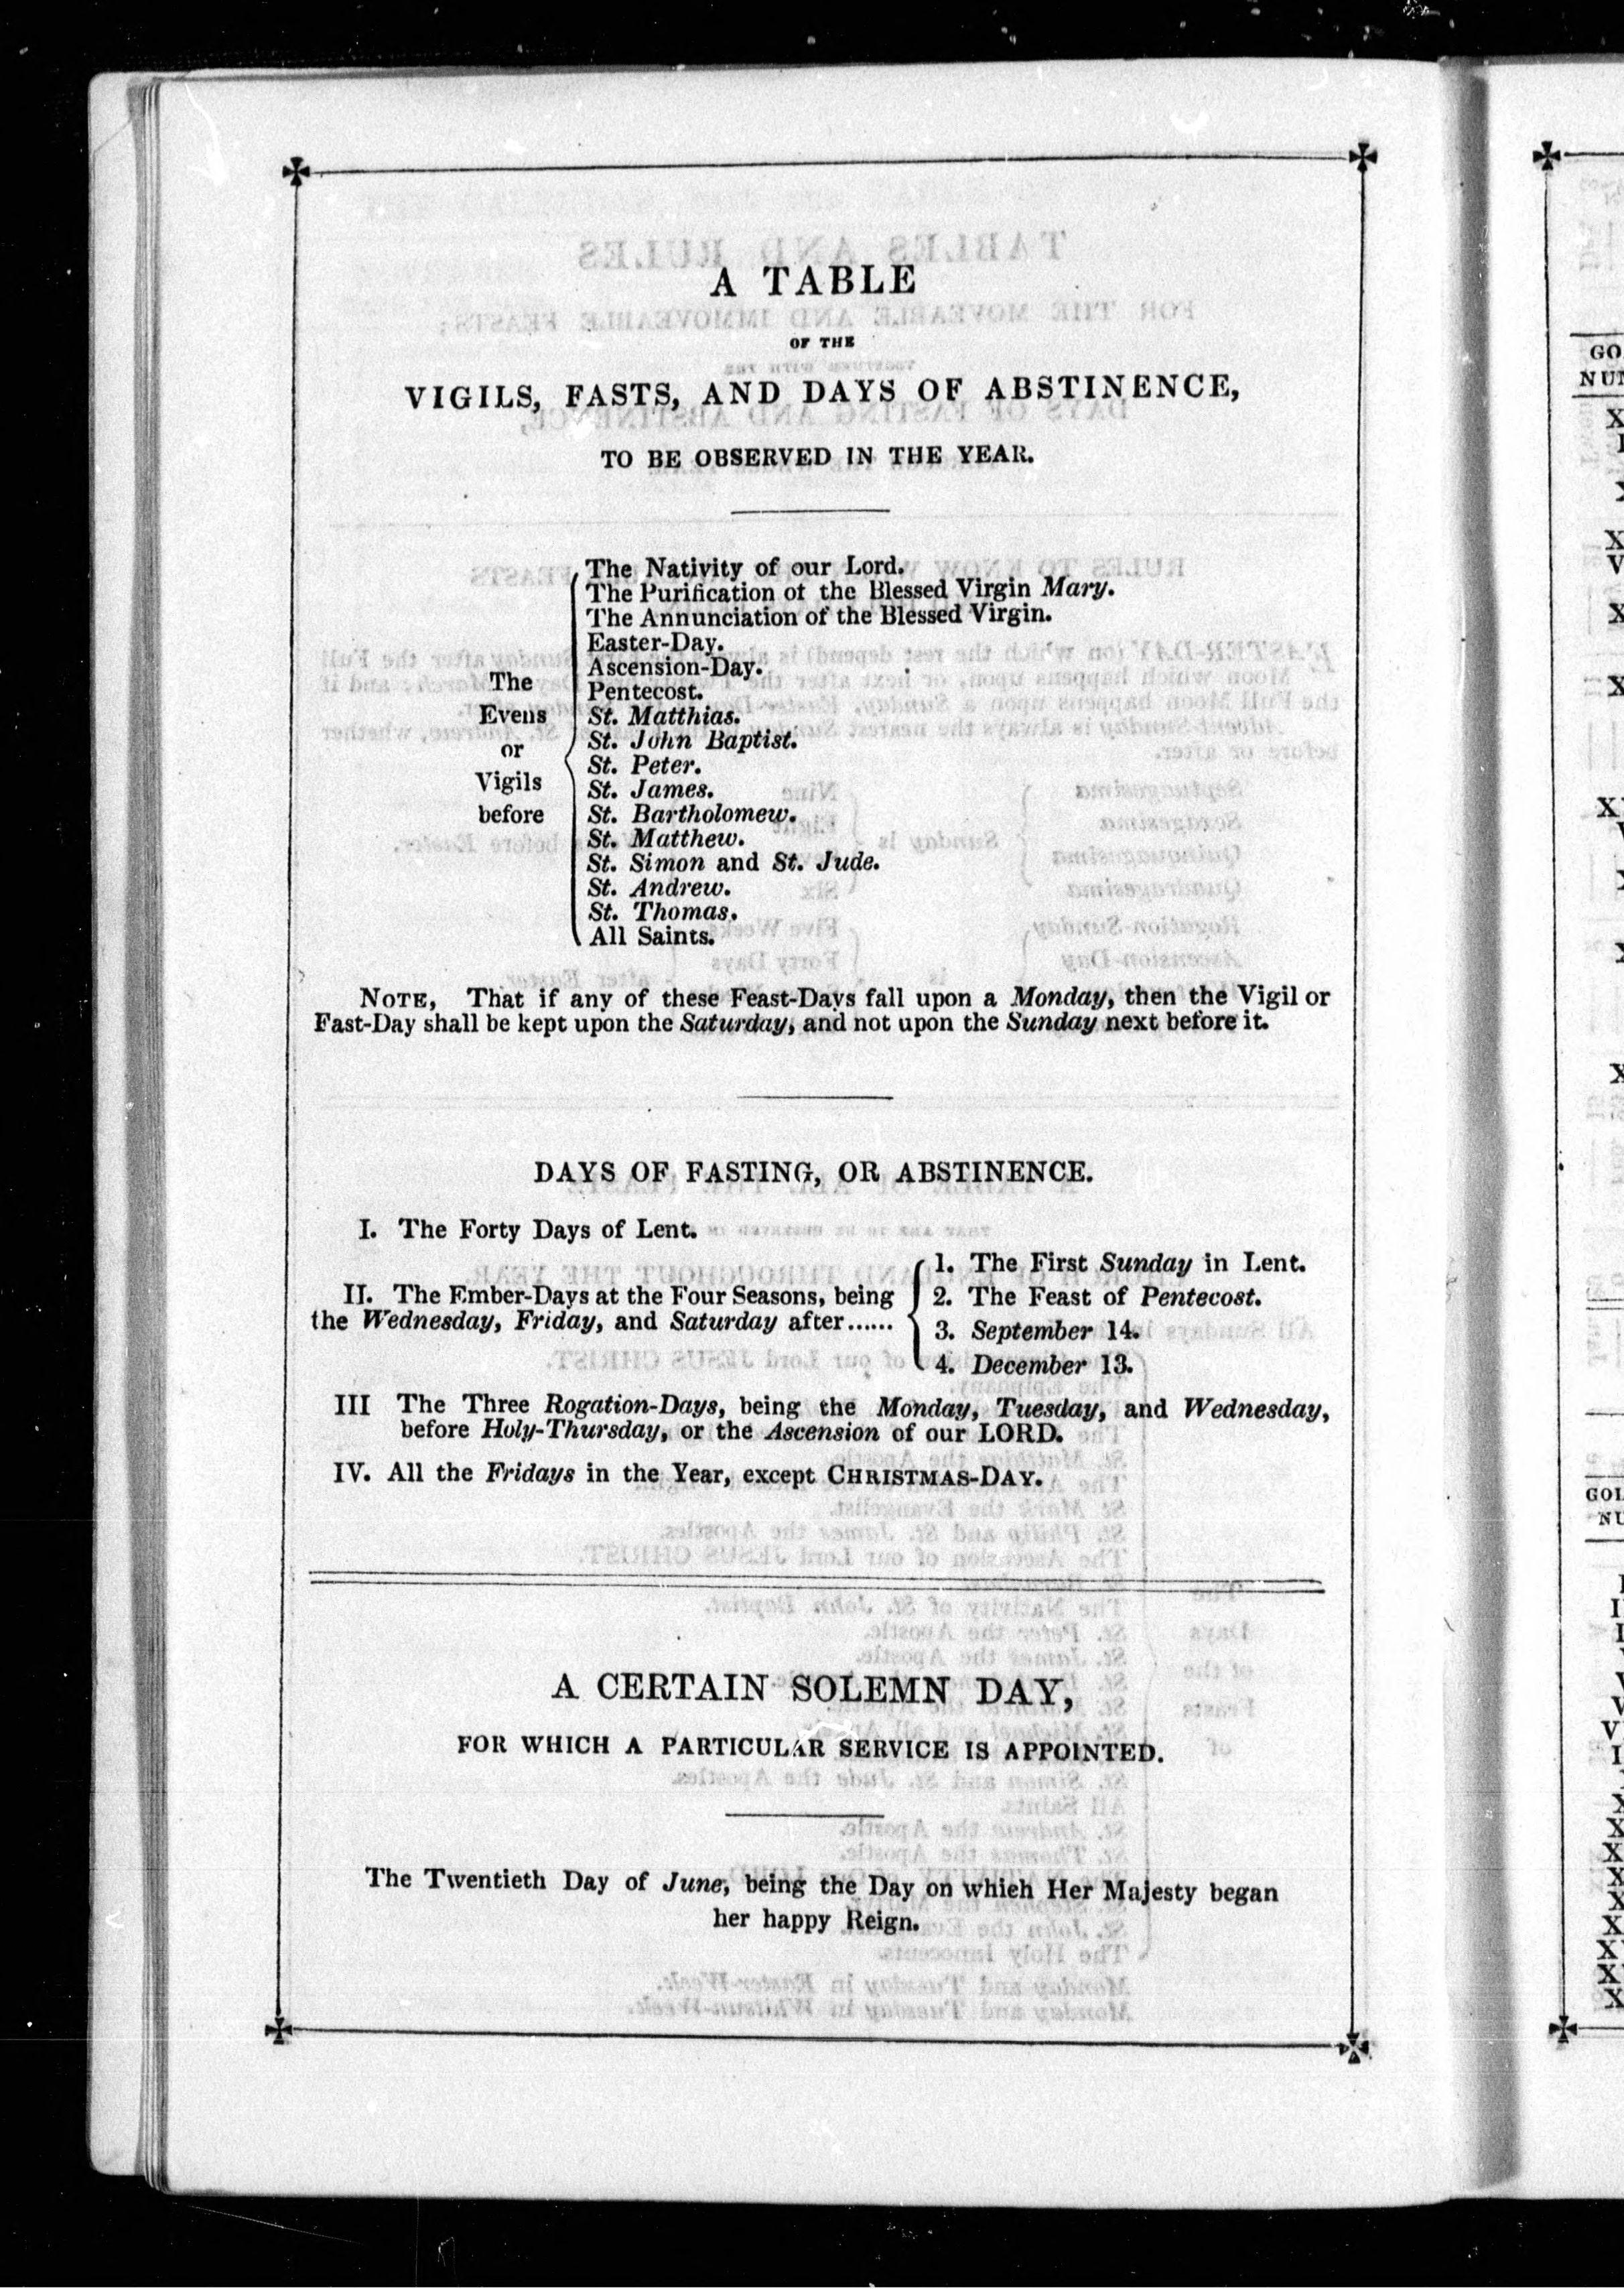 A TABLE
OF THE
VIGILS, FASTS, AND DAYS OF ABSTINENCE,
TO BE OBSERVED IN THE YEAR.
The
Evens
or
Vigils
before
The Nativity of our Lord.
The Purification of the Blessed Virgin Mary.
The Annunciation of the Blessed Virgin.
Easter-Day.
Ascension-Day.
Pentecost.
St. Matthias.
St. John Baptist.
St. Peter.
St. James.
St. Bartholomew.
St. Matthew.
St. Simon and St. Jude.
St. Andrew.
St. Thomas.
All Saints.
NOTE, That if any of these Feast-Days fall upon a Monday, then the Vigil or
Fast-Day shall be kept upon the Saturday, and not upon the Sunday next before it.
DAYS OF FASTING, OR ABSTINENCE.
I. The Forty Days of Lent.
II. The Ember-Days at the Four Seasons, being
the Wednesday, Friday, and Saturday after......
1. The First Sunday in Lent.
2. The Feast of Pentecost.
3. September 14.
4. December 13.
III The Three Rogation-Days, being the Monday, Tuesday, and Wednesday,
before Holy-Thursday, or the Ascension of our LORD.
IV. All the Fridays in the Year, except CHRISTMAS-DAY.
A CERTAIN SOLEMN DAY,
FOR WHICH A PARTICULAR SERVICE IS APPOINTED.
The Twentieth Day of June, being the Day on whieh Her Majesty began
her happy Reign.